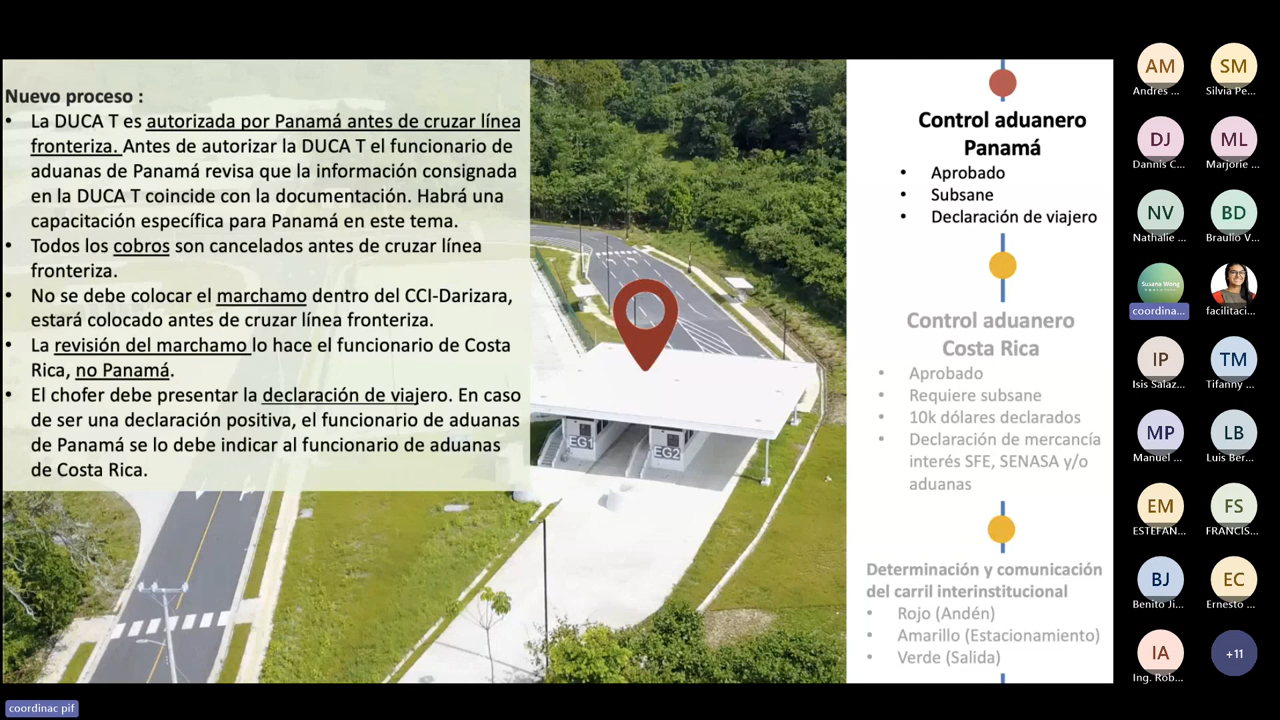 Nuevo proceso :
• La DUCA T es autorizada por Panamá antes de cruzar línea
fronteriza. Antes de autorizar la DUCA T el funcionario de
aduanas de Panamá revisa que la información consignada
en la DUCA T coincide con la documentación. Habrá una
capacitación específica para Panamá en este tema.
• Todos los cobros son cancelados antes de cruzar línea
fronteriza.
• No se debe colocar el marchamo dentro del CCI-Darizara,
estará colocado antes de cruzar línea fronteriza.
• La revisión del marchamo lo hace el funcionario de Costa
Rica, no Panamá.
• El chofer debe presentar la declaración de viajero. En caso
de ser una declaración positiva, el funcionario de aduanas
de Panamá se lo debe indicar al funcionario de aduanas
de Costa Rica.
EG1
EG2
Control aduanero
Panamá
• Aprobado
• Subsane
• Declaración de viajero
Control aduanero
Costa Rica
• Aprobado
• Requiere subsane
• 10k dólares declarados
• Declaración de mercancía
interés SFE, SENASA y/o
aduanas
Determinación y comunicación
del carril interinstitucional
• Rojo (Andén)
• Amarillo (Estacionamiento)
• Verde (Salida)
AM
Andres ...
SM
Silvia Pe...
DJ
Dannis C...
ML
Marjorie ...
NV
Nathalie ...
BD
Braulio V...
Susana Wong
coordina...
facilitaci...
IP
Isis Salaz...
TM
Tifanny ...
MP
Manuel ...
LB
Luis Ber...
EM
ESTEFAN...
FS
FRANCIS...
BJ
Benito Ji...
EC
Ernesto ...
IA
Ing. Rob...
+11
coordinac pif